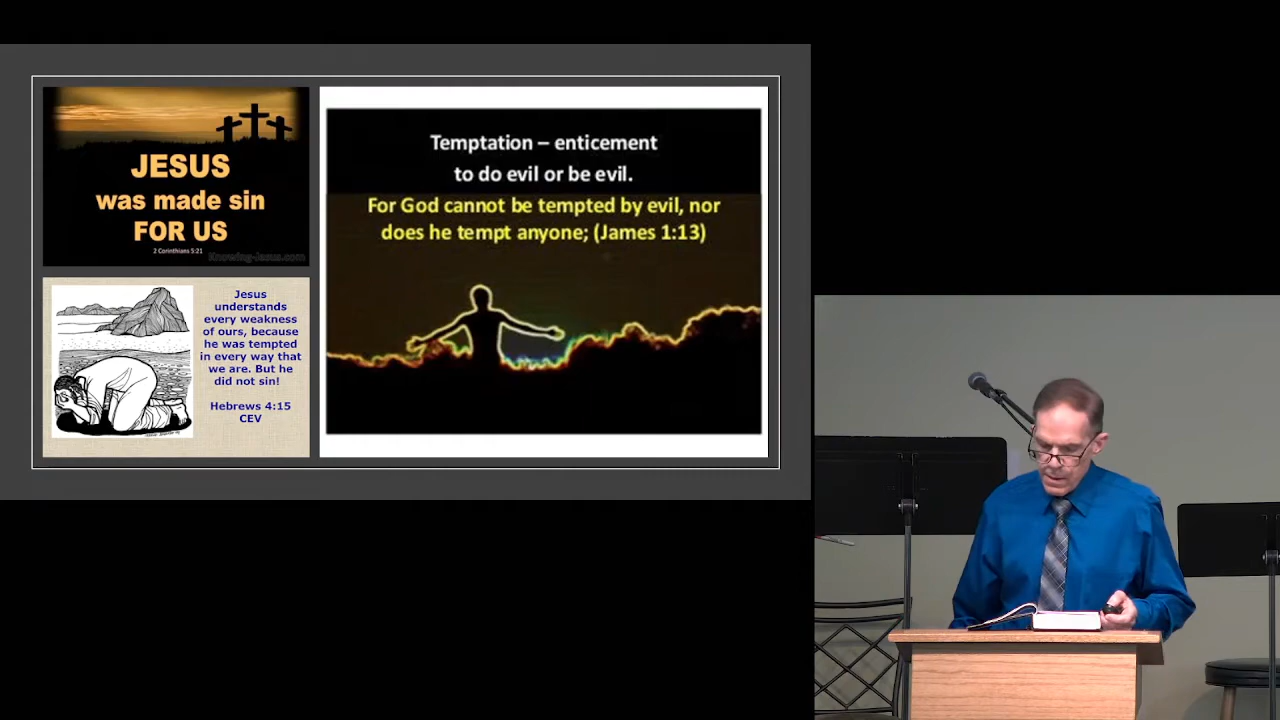 JESUS
was made sin
FOR US
2 Corinthians 5:21
Knowing-Jesus.com
Jesus
understands
every weakness
of ours, because
he was tempted
in every way that
we are. But he
did not sin!
Hebrews 4:15
CEV
Temptation – enticement
to do evil or be evil.
For God cannot be tempted by evil, nor
does he tempt anyone; (James 1:13)